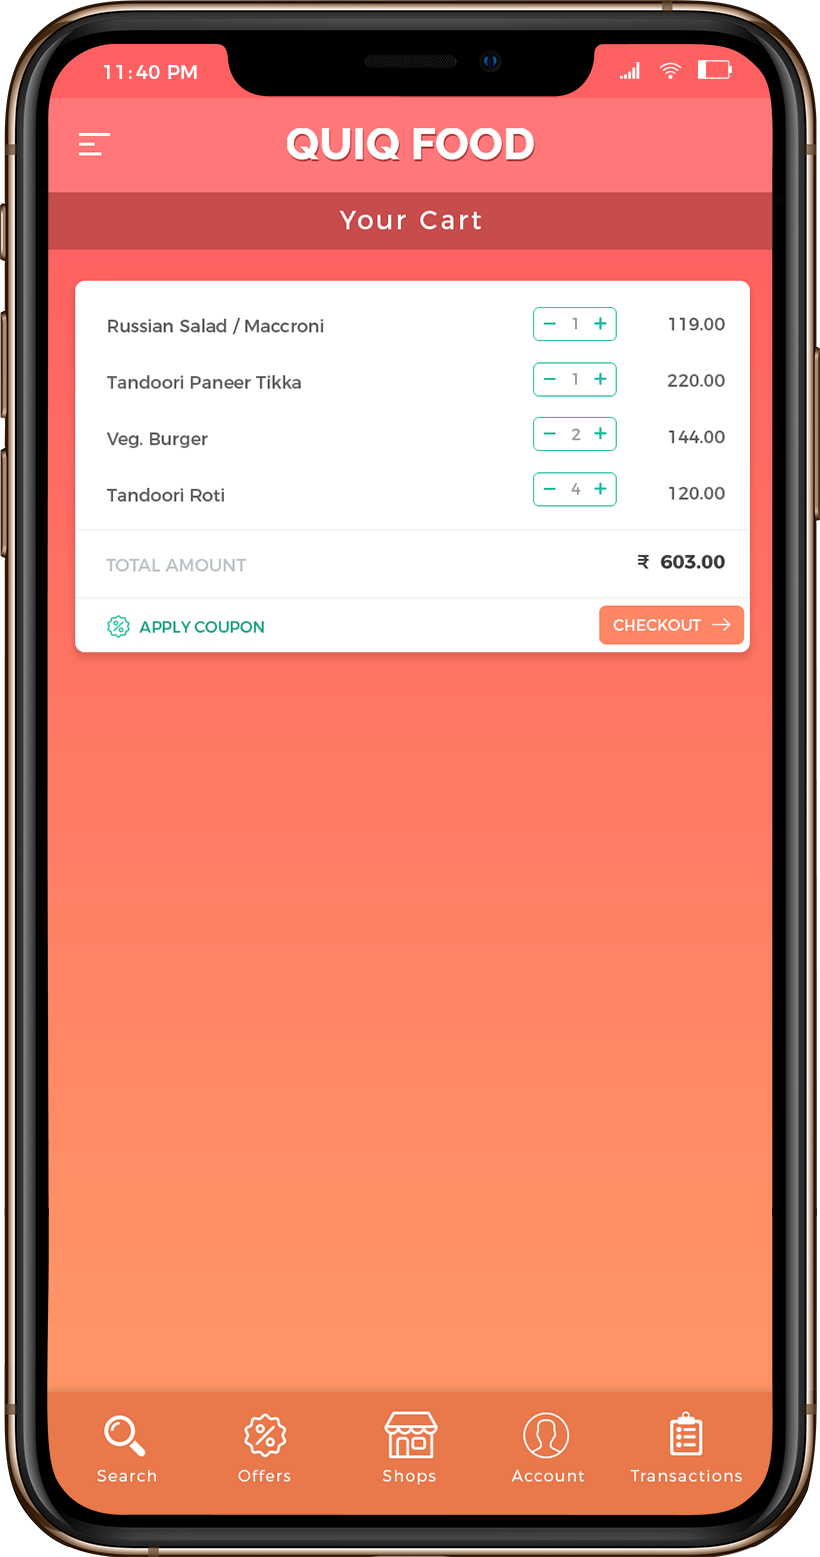 11:40 PM
QUIQ FOOD
Your Cart
Russian Salad / Maccroni − 1 + 119.00
Tandoori Paneer Tikka − 1 + 220.00
Veg. Burger − 2 + 144.00
Tandoori Roti − 4 + 120.00
TOTAL AMOUNT ₹ 603.00
APPLY COUPON CHECKOUT →
Search Offers Shops Account Transactions